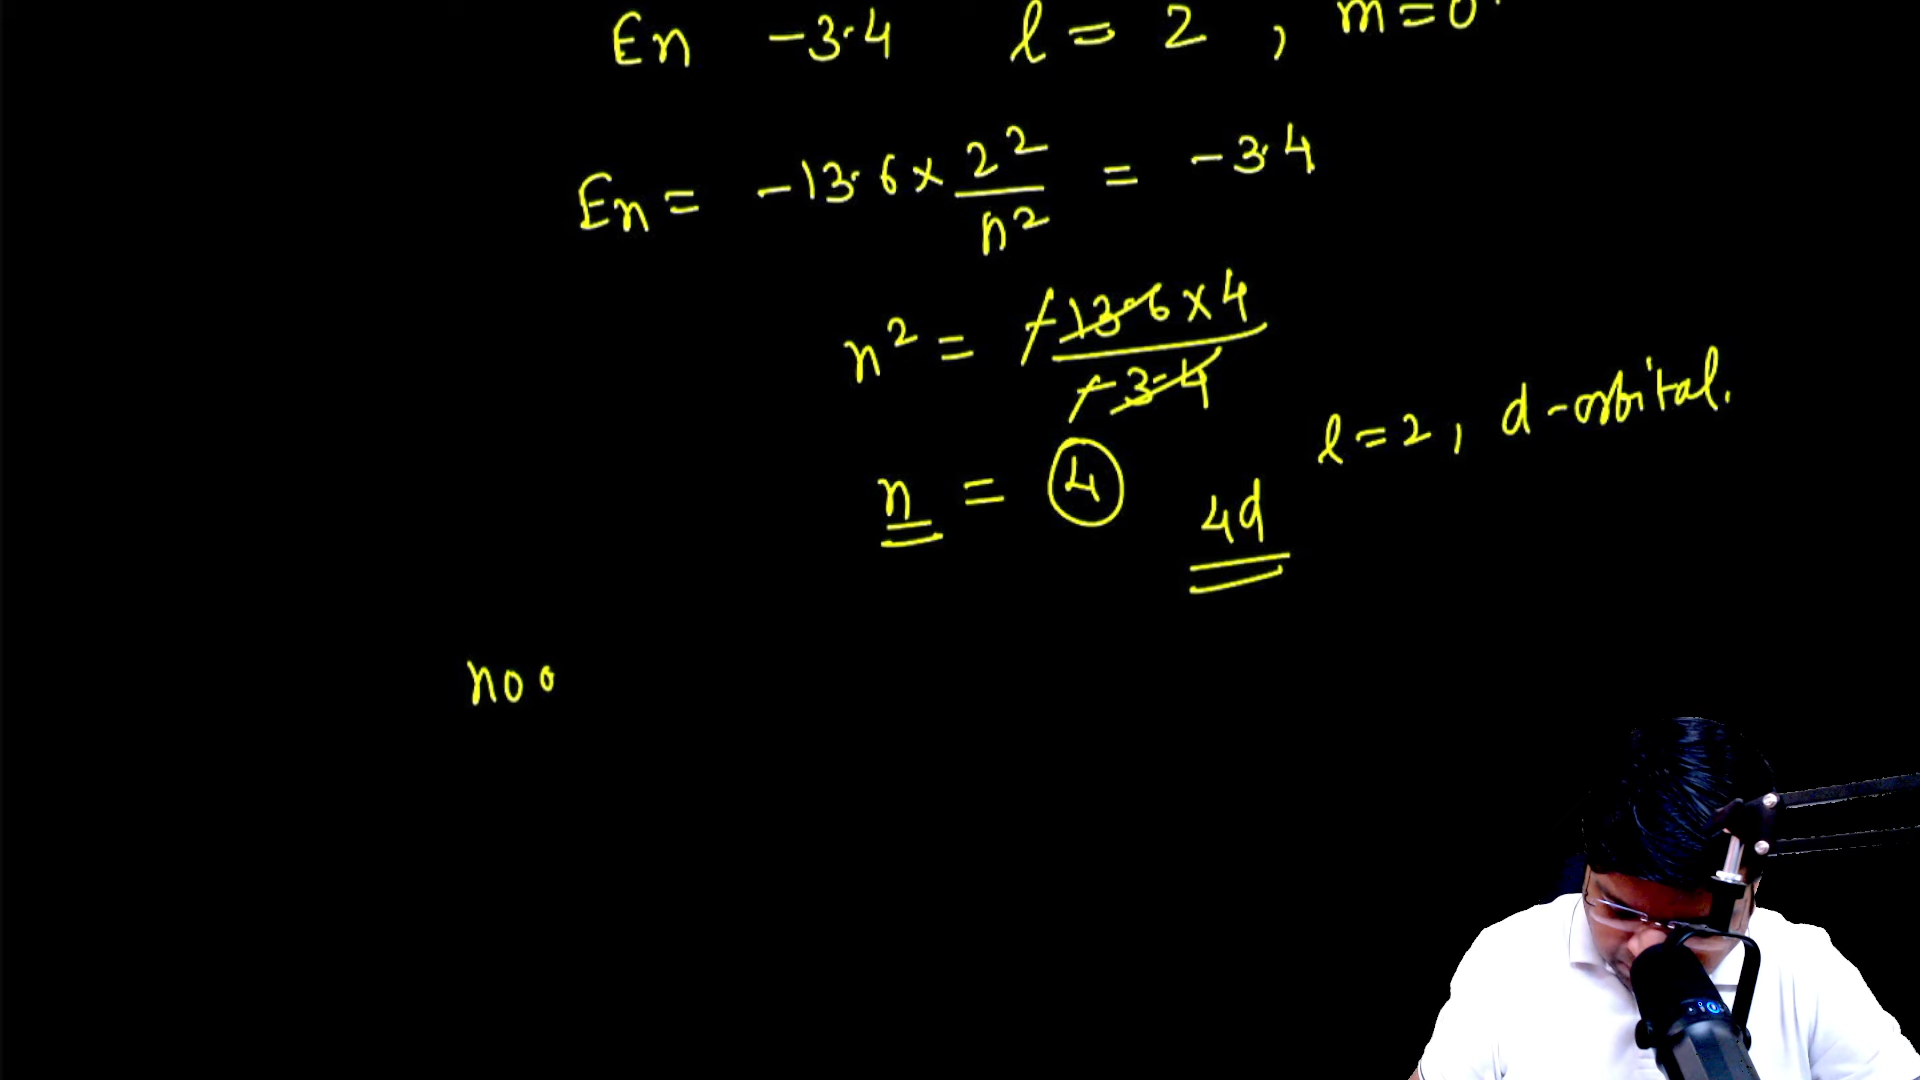 En -3.4 l = 2 , m=0.
En = -13.6 x 2²/n² = -3.4
n² = -13.6 x 4 / -3.4
l = 2, d-orbital.
n = 4 4d
noo